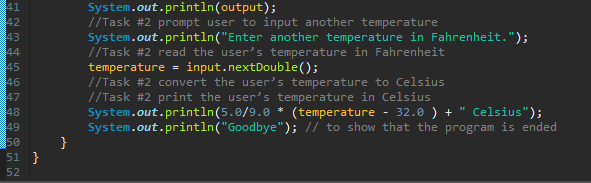 41 System.out.println(output);
42 //Task #2 prompt user to input another temperature
43 System.out.println("Enter another temperature in Fahrenheit.");
44 //Task #2 read the user’s temperature in Fahrenheit
45 temperature = input.nextDouble();
46 //Task #2 convert the user’s temperature to Celsius
47 //Task #2 print the user’s temperature in Celsius
48 System.out.println(5.0/9.0 * (temperature - 32.0 ) + " Celsius");
49 System.out.println("Goodbye"); // to show that the program is ended
50 }
51 }
52